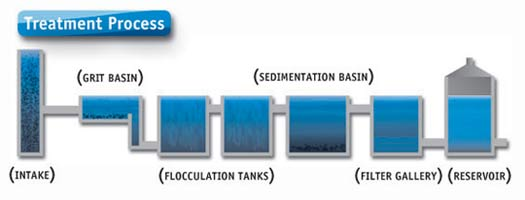 Treatment Process
(GRIT BASIN)
(SEDIMENTATION BASIN)
(INTAKE)
(FLOCCULATION TANKS)
(FILTER GALLERY)
(RESERVOIR)